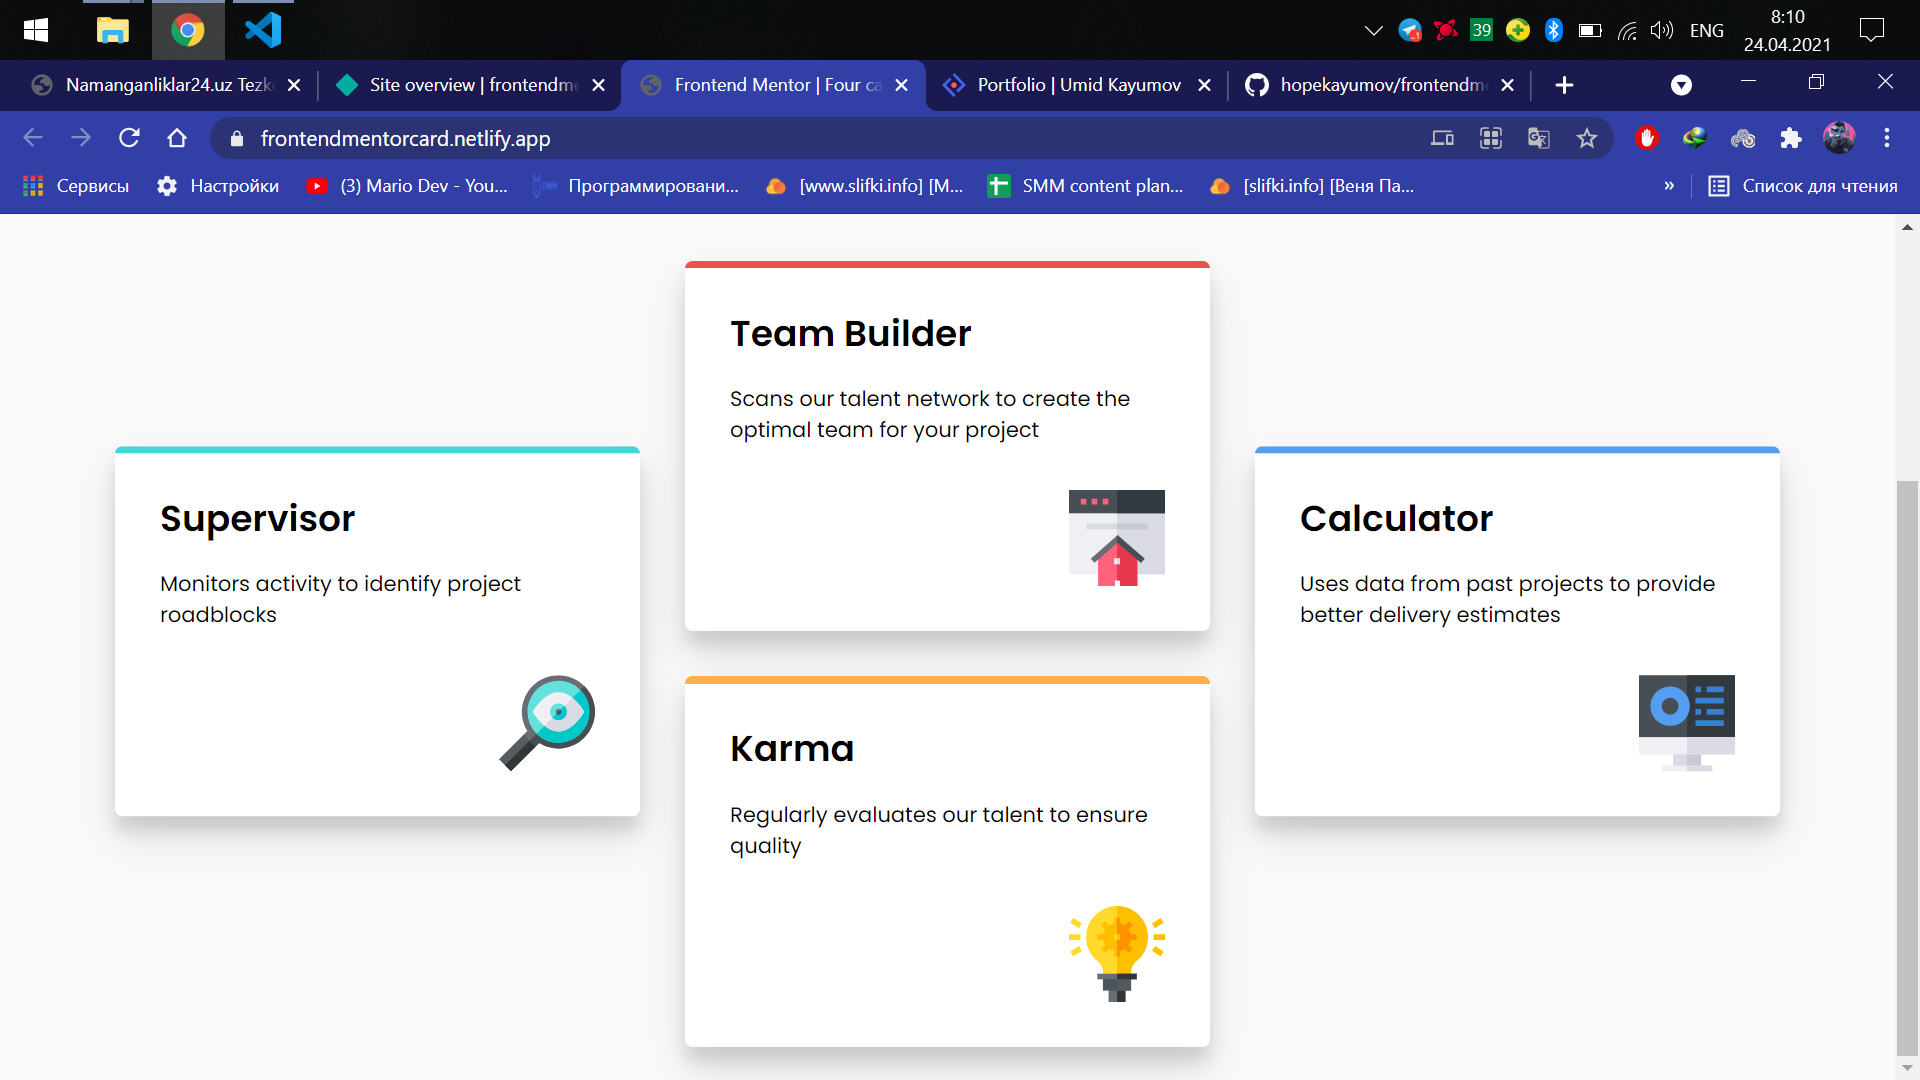 39
ENG
8:10
24.04.2021
Namanganliklar24.uz Tezk
Site overview | frontendme
Frontend Mentor | Four ca
Portfolio | Umid Kayumov
hopekayumov/frontendm
frontendmentorcard.netlify.app
Сервисы
Настройки
(3) Mario Dev - You...
Программировани...
[www.slifki.info] [M...
SMM content plan...
[slifki.info] [Веня Па...
»
Список для чтения
Team Builder
Scans our talent network to create the
optimal team for your project
Supervisor
Monitors activity to identify project
roadblocks
Calculator
Uses data from past projects to provide
better delivery estimates
Karma
Regularly evaluates our talent to ensure
quality